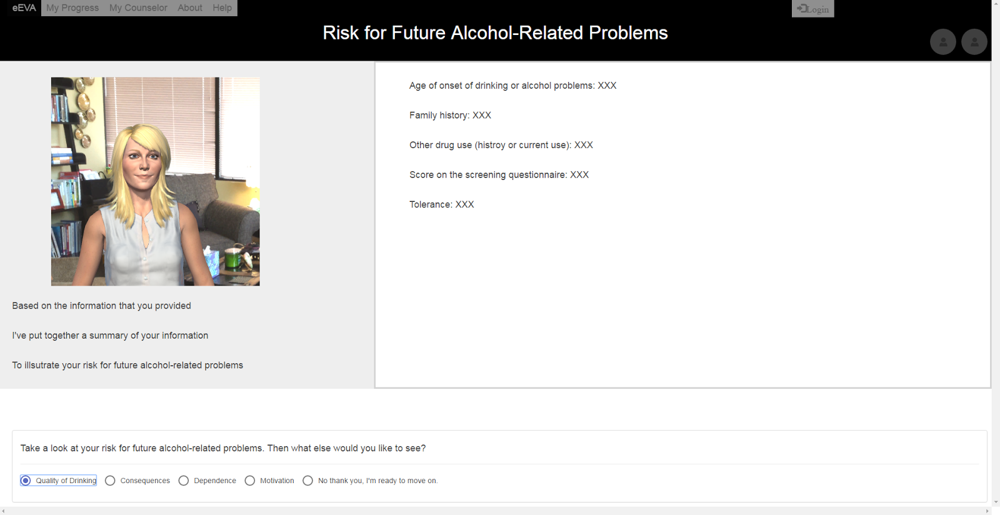 eEVA My Progress My Counselor About Help Login
Risk for Future Alcohol-Related Problems
Age of onset of drinking or alcohol problems: XXX
Family history: XXX
Other drug use (histroy or current use): XXX
Score on the screening questionnaire: XXX
Tolerance: XXX
Based on the information that you provided
I've put together a summary of your information
To illsutrate your risk for future alcohol-related problems
Take a look at your risk for future alcohol-related problems. Then what else would you like to see?
Quality of Drinking Consequences Dependence Motivation No thank you, I'm ready to move on.